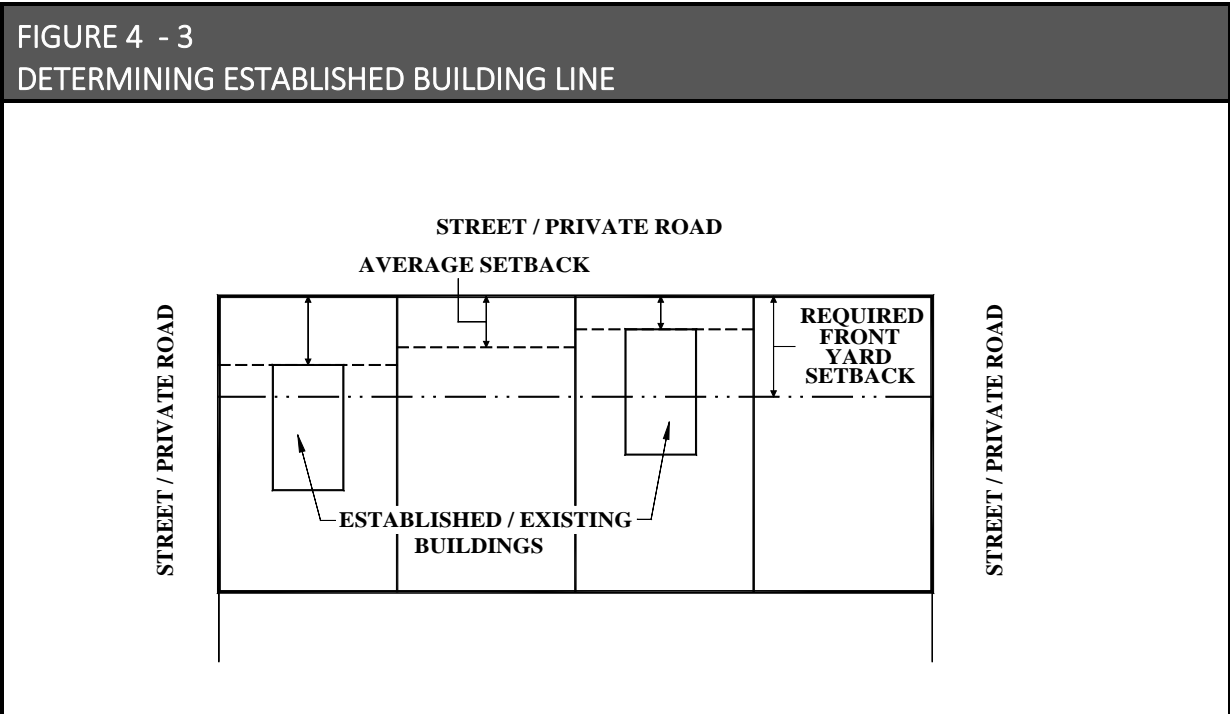 FIGURE 4 - 3
DETERMINING ESTABLISHED BUILDING LINE
STREET / PRIVATE ROAD
AVERAGE SETBACK
STREET / PRIVATE ROAD
REQUIRED
FRONT
YARD
SETBACK
STREET / PRIVATE ROAD
ESTABLISHED / EXISTING
BUILDINGS